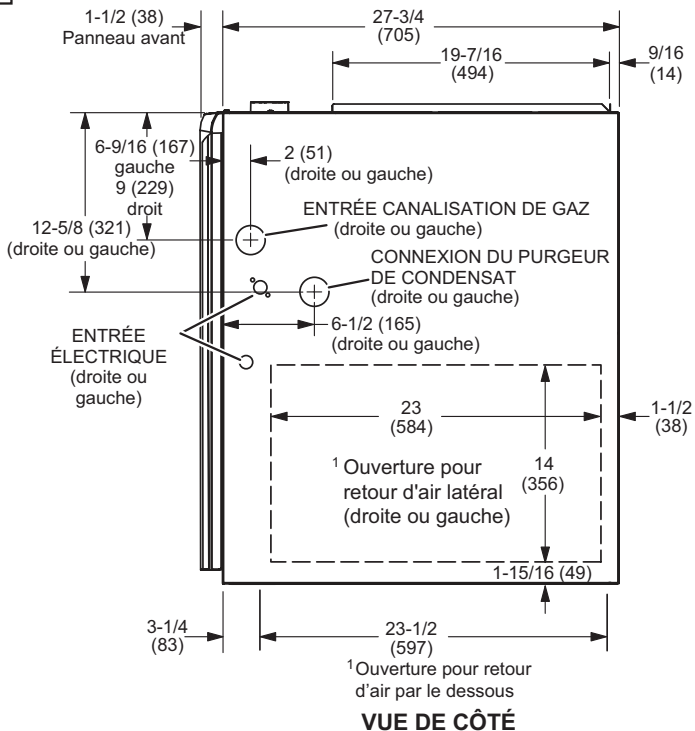 1-1/2 (38)
Panneau avant
27-3/4
(705)
19-7/16
(494)
9/16
(14)
6-9/16 (167)
gauche
9 (229)
droit
2 (51)
(droite ou gauche)
12-5/8 (321)
(droite ou gauche)
ENTRÉE CANALISATION DE GAZ
(droite ou gauche)
CONNEXION DU PURGEUR
DE CONDENSAT
(droite ou gauche)
6-1/2 (165)
(droite ou gauche)
ENTRÉE
ÉLECTRIQUE
(droite ou
gauche)
23
(584)
1-1/2
(38)
1 Ouverture pour
retour d'air latéral
(droite ou gauche)
14
(356)
1-15/16 (49)
3-1/4
(83)
23-1/2
(597)
1 Ouverture pour retour
d'air par le dessous
VUE DE CÔTÉ